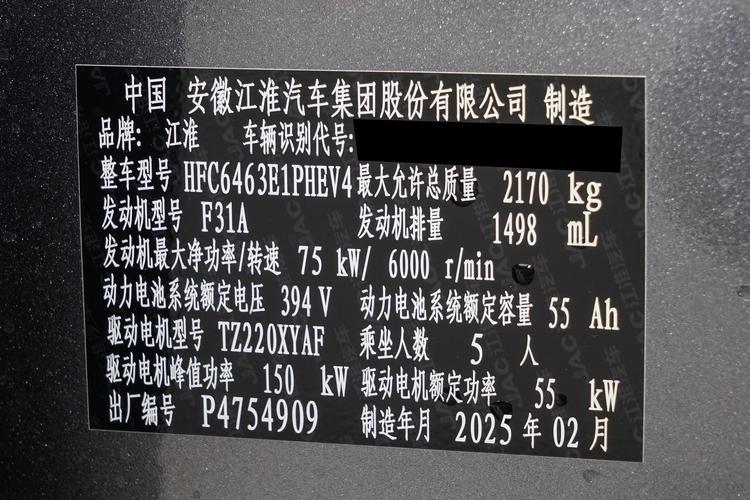 中国 安徽江淮汽车集团股份有限公司 制造
品牌: 江淮 车辆识别代号:
整车型号 HFC6463E1PHEV4 最大允许总质量 2170 kg
发动机型号 F31A 发动机排量 1498 mL
发动机最大净功率/转速 75 kW/ 6000 r/min
动力电池系统额定电压 394 V 动力电池系统额定容量 55 Ah
驱动电机型号 TZ220XYAF 乘坐人数 5 人
驱动电机峰值功率 150 kW 驱动电机额定功率 55 kW
出厂编号 P4754909 制造年月 2025 年 02 月